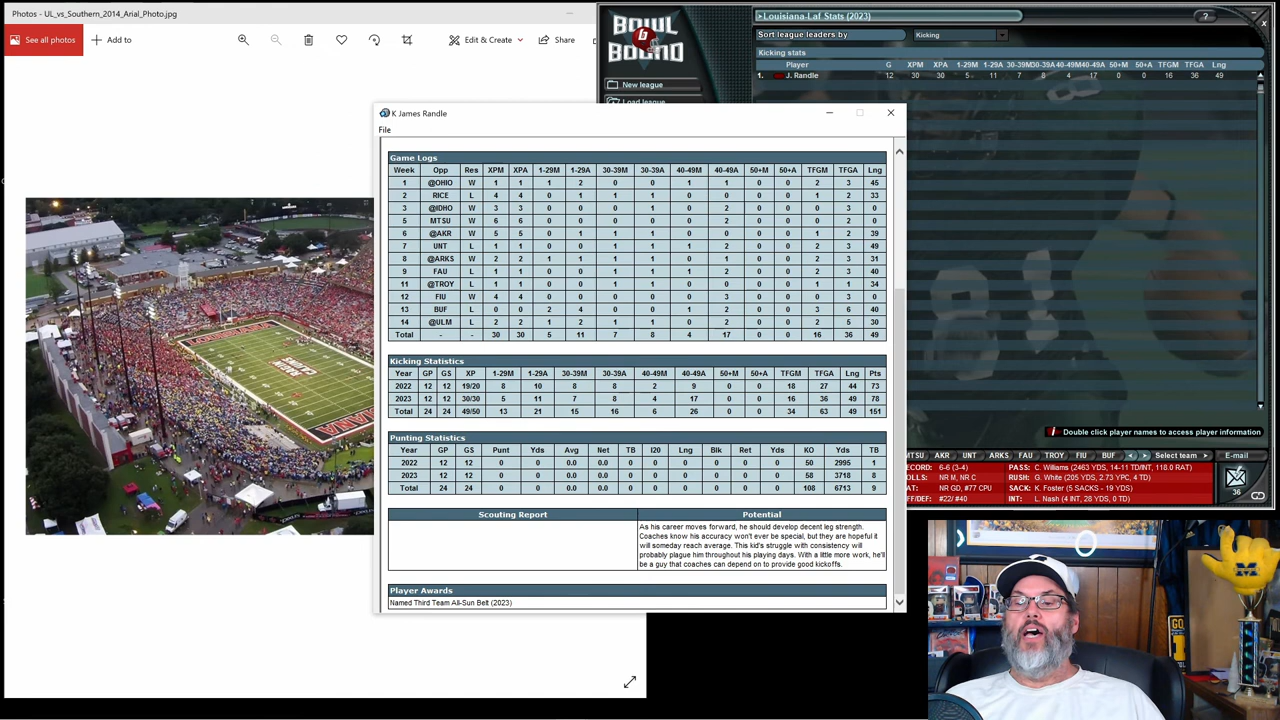 Photos - UL_vs_Southern_2014_Arial_Photo.jpg
See all photos
Add to
Edit & Create
Share
BOWL
BOUND
New league
Load league
Louisiana-Laf Stats (2023)
?
Sort league leaders by
Kicking
Kicking stats
Player G XPM XPA 1-29M 1-29A 30-39M30-39A40-49M40-49A 50+M 50+A TFGM TFGA Lng
1. J. Randle 12 30 30 5 11 7 8 4 17 0 0 16 36 49
K James Randle
File
Game Logs
Week Opp Res XPM XPA 1-29M 1-29A 30-39M 30-39A 40-49M 40-49A 50+M 50+A TFGM TFGA Lng
1 @OHIO W 1 1 1 2 0 0 1 1 0 0 2 3 45
2 RICE L 4 4 0 1 1 1 0 0 0 0 1 2 33
3 @IDHO W 3 3 0 0 0 1 0 2 0 0 0 3 0
5 MTSU W 6 6 0 0 0 0 0 2 0 0 0 2 0
6 @AKR W 5 5 0 1 1 1 0 0 0 0 1 2 39
7 UNT L 1 1 0 0 1 1 1 2 0 0 2 3 49
8 @ARKS W 2 2 1 1 1 1 0 1 0 0 2 3 31
9 FAU L 1 1 0 0 1 1 1 2 0 0 2 3 40
11 @TROY L 1 1 0 0 1 1 0 0 0 0 1 1 34
12 FIU W 4 4 0 0 0 0 0 3 0 0 0 3 0
13 BUF L 0 0 2 4 0 0 1 2 0 0 3 6 40
14 @ULM L 2 2 1 2 1 1 0 2 0 0 2 5 30
Total - - 30 30 5 11 7 8 4 17 0 0 16 36 49
Kicking Statistics
Year GP GS XP 1-29M 1-29A 30-39M 30-39A 40-49M 40-49A 50+M 50+A TFGM TFGA Lng Pts
2022 12 12 19/20 8 10 8 8 2 9 0 0 18 27 44 73
2023 12 12 30/30 5 11 7 8 4 17 0 0 16 36 49 78
Total 24 24 49/50 13 21 15 16 6 26 0 0 34 63 49 151
Punting Statistics
Year GP GS Punt Yds Avg Net TB I20 Lng Blk Ret Yds KO Yds TB
2022 12 12 0 0 0.0 0.0 0 0 0 0 0 0 50 2995 1
2023 12 12 0 0 0.0 0.0 0 0 0 0 0 0 58 3718 8
Total 24 24 0 0 0.0 0.0 0 0 0 0 0 0 108 6713 9
Scouting Report
Potential
As his career moves forward, he should develop decent leg strength.
Coaches know his accuracy won't ever be special, but they are hopeful it
will someday reach average. This kid's struggle with consistency will
probably plague him throughout his playing days. With a little more work, he'll
be a guy that coaches can depend on to provide good kickoffs.
Player Awards
Named Third Team All-Sun Belt (2023)
i Double click player names to access player information
MTSU AKR UNT ARKS FAU TROY FIU BUF Select team E-mail
ECORD: 6-6 (3-4) PASS: C. Williams (2463 YDS, 14-11 TD/INT, 118.0 RAT)
OLLS: NR M, NR C RUSH: G. White (205 YDS, 2.73 YPC, 4 TD)
AT: NR GD, #77 CPU SACK: K. Foster (5 SACKS - 19 YDS)
FF/DEF: #22/ #40 INT: L. Nash (4 INT, 28 YDS, 0 TD)
36
M
GO